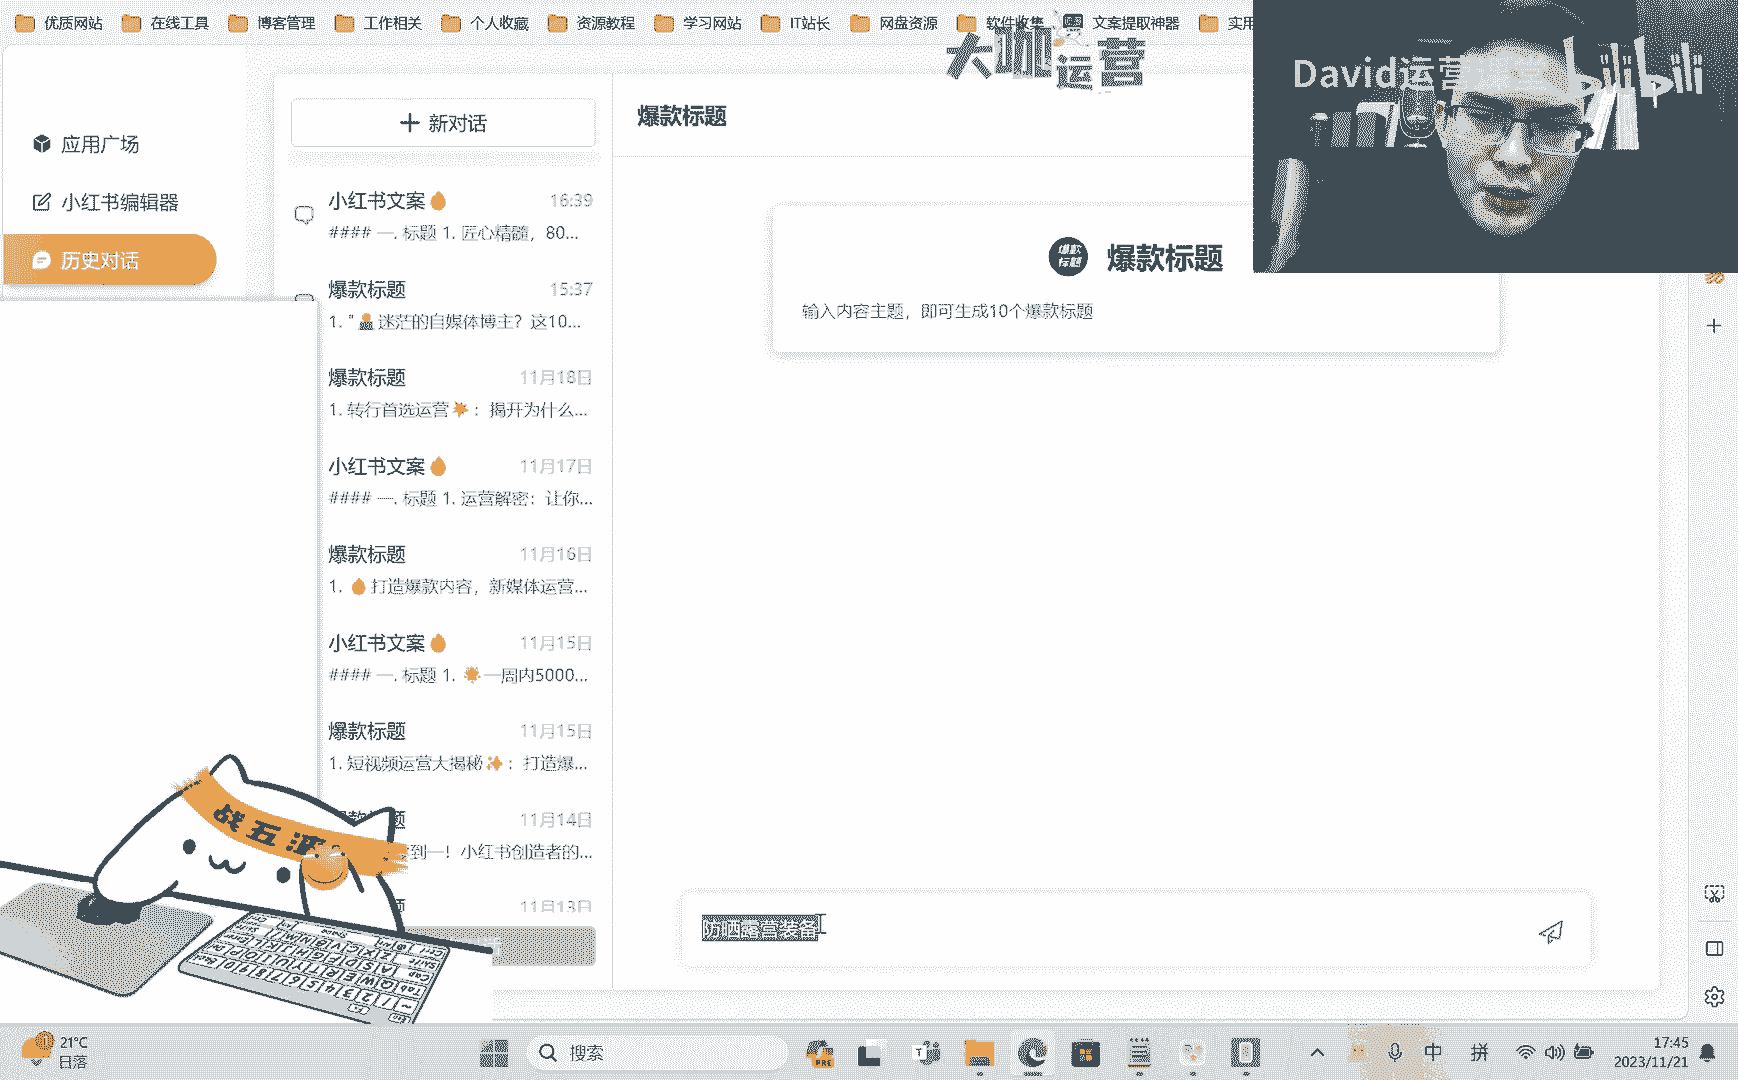 优质网站 在线工具 博客管理 工作相关 个人收藏 资源教程 学习网站 IT站长 网盘资源 软件收集 文案提取神器 实用
大咖运营
David运营课堂 bilibili
应用广场
小红书编辑器
历史对话
新对话
小红书文案 16:39
#### 一. 标题 1. 匠心精髓，80...
爆款标题 15:37
1. "迷茫的自媒体博主？这10...
爆款标题 11月18日
1. 转行首选运营：揭开为什么...
小红书文案 11月17日
#### 一. 标题 1. 运营解密：让你...
爆款标题 11月16日
1. 打造爆款内容，新媒体运营...
小红书文案 11月15日
#### 一. 标题 1. 一周内5000...
爆款标题 11月15日
1. 短视频运营大揭秘：打造爆...
题 11月14日
到一！小红书创造者的...
题 11月13日
爆款标题
爆款标题
爆款标题
输入内容主题，即可生成10个爆款标题
防晒露营装备
战五渣
21°C
日落
搜索
中 拼
17:45
2023/11/21